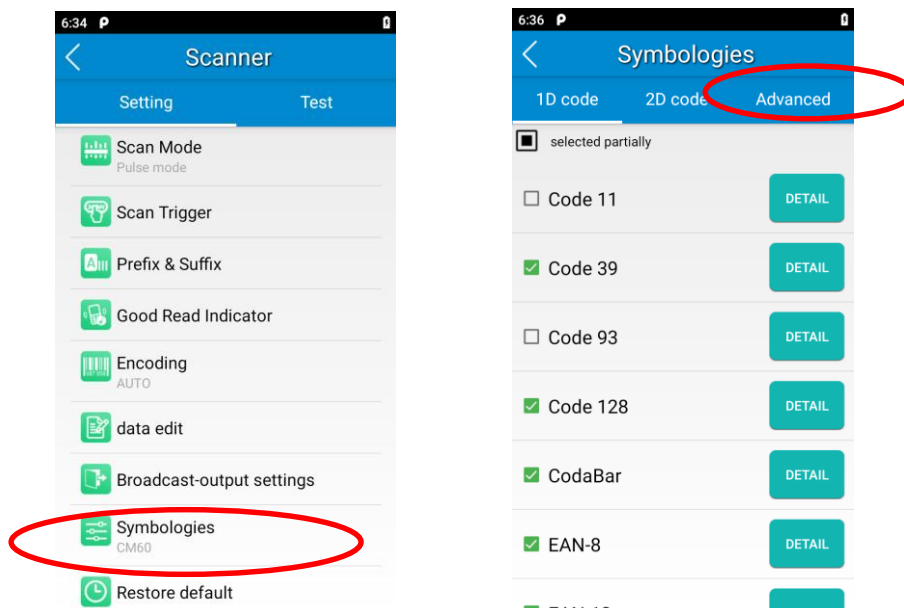 6:34
Scanner
Setting Test
Scan Mode
Pulse mode
Scan Trigger
Prefix & Suffix
Good Read Indicator
Encoding
AUTO
data edit
Broadcast-output settings
Symbologies
CM60
Restore default
6:36
Symbologies
1D code 2D code Advanced
selected partially
Code 11 DETAIL
Code 39 DETAIL
Code 93 DETAIL
Code 128 DETAIL
CodaBar DETAIL
EAN-8 DETAIL